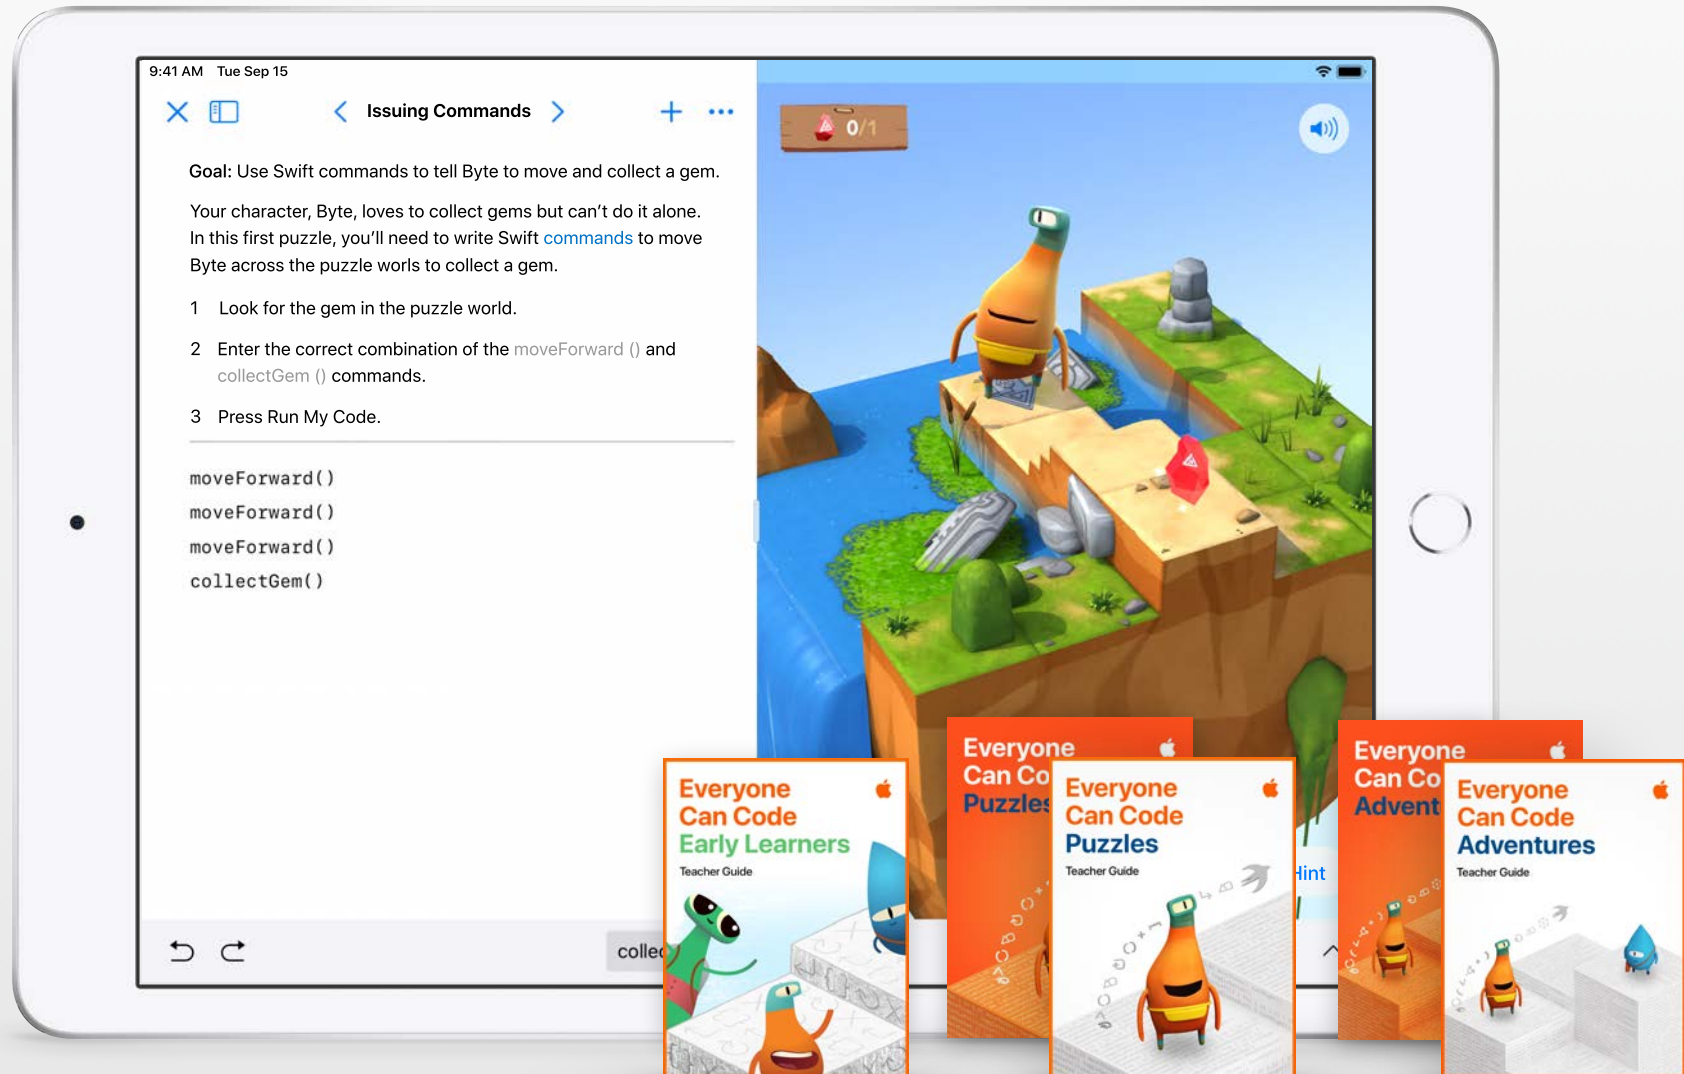 9:41 AM Tue Sep 15
Issuing Commands
0/1
Goal: Use Swift commands to tell Byte to move and collect a gem.
Your character, Byte, loves to collect gems but can't do it alone.
In this first puzzle, you'll need to write Swift commands to move
Byte across the puzzle worls to collect a gem.
1 Look for the gem in the puzzle world.
2 Enter the correct combination of the moveForward () and
collectGem () commands.
3 Press Run My Code.
moveForward()
moveForward()
moveForward()
collectGem()
collec
Hint
Everyone
Can Code
Early Learners
Teacher Guide
Everyone
Can Co
Puzzles
Everyone
Can Code
Puzzles
Teacher Guide
Everyone
Can Co
Advent
Everyone
Can Code
Adventures
Teacher Guide